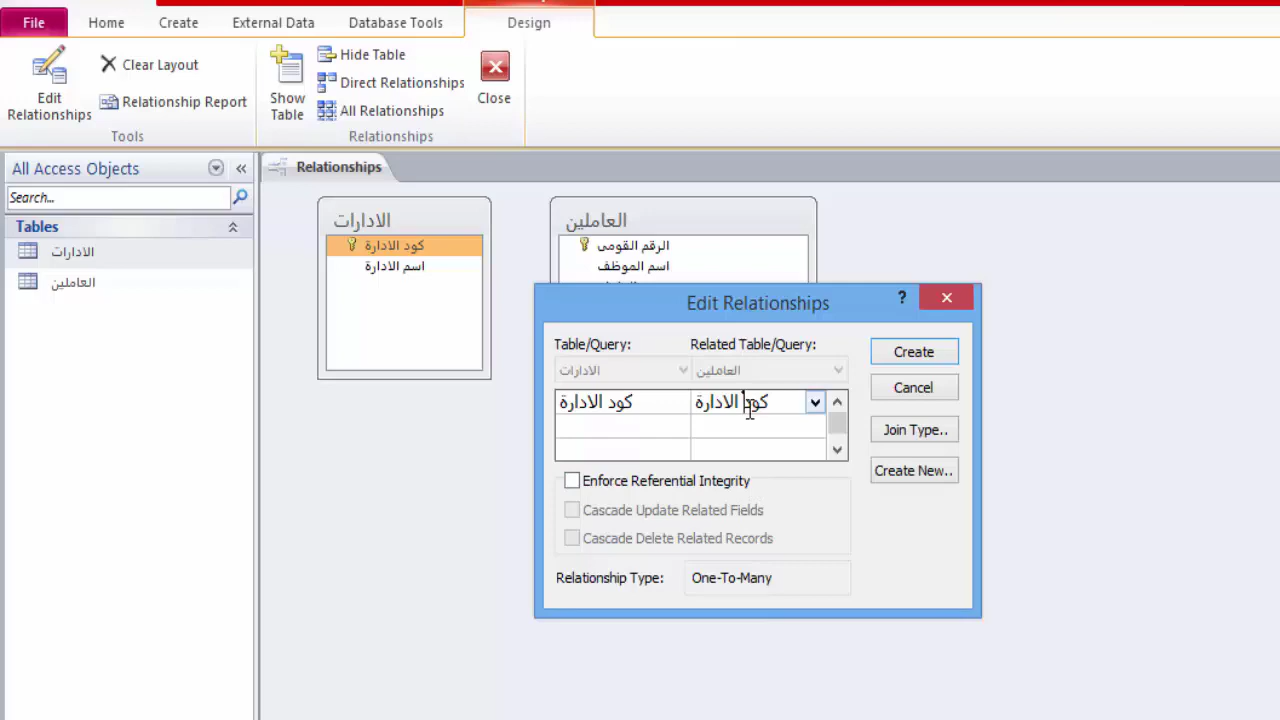 File Home Create External Data Database Tools Design
Edit Relationships
Clear Layout
Relationship Report
Tools
Show Table
Hide Table
Direct Relationships
All Relationships
Relationships
Close
All Access Objects
Search...
Tables
الادارات
العاملين
Relationships
الادارات
كود الادارة
اسم الادارة
العاملين
الرقم القومى
اسم الموظف
Edit Relationships
?
Table/Query: Related Table/Query:
الادارات العاملين
كود الادارة كود الادارة
Enforce Referential Integrity
Cascade Update Related Fields
Cascade Delete Related Records
Relationship Type: One-To-Many
Create
Cancel
Join Type..
Create New..